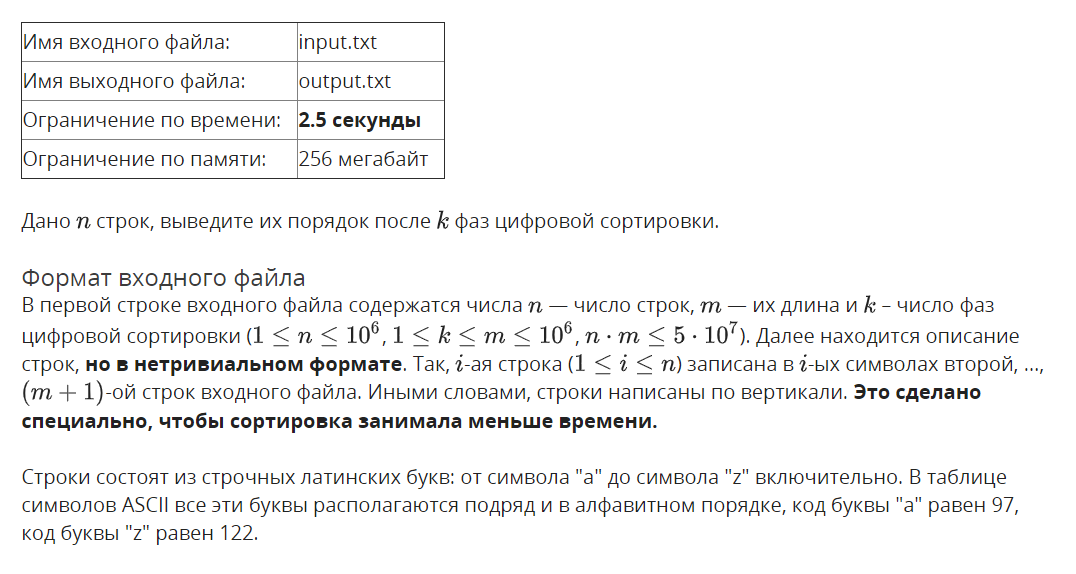 Имя входного файла: input.txt
Имя выходного файла: output.txt
Ограничение по времени: 2.5 секунды
Ограничение по памяти: 256 мегабайт
Дано n строк, выведите их порядок после k фаз цифровой сортировки.
Формат входного файла
В первой строке входного файла содержатся числа n — число строк, m — их длина и k – число фаз
цифровой сортировки (1 ≤ n ≤ 10⁶, 1 ≤ k ≤ m ≤ 10⁶, n · m ≤ 5 · 10⁷). Далее находится описание
строк, но в нетривиальном формате. Так, i-ая строка (1 ≤ i ≤ n) записана в i-ых символах второй, ...,
(m + 1)-ой строк входного файла. Иными словами, строки написаны по вертикали. Это сделано
специально, чтобы сортировка занимала меньше времени.
Строки состоят из строчных латинских букв: от символа "a" до символа "z" включительно. В таблице
символов ASCII все эти буквы располагаются подряд и в алфавитном порядке, код буквы "a" равен 97,
код буквы "z" равен 122.